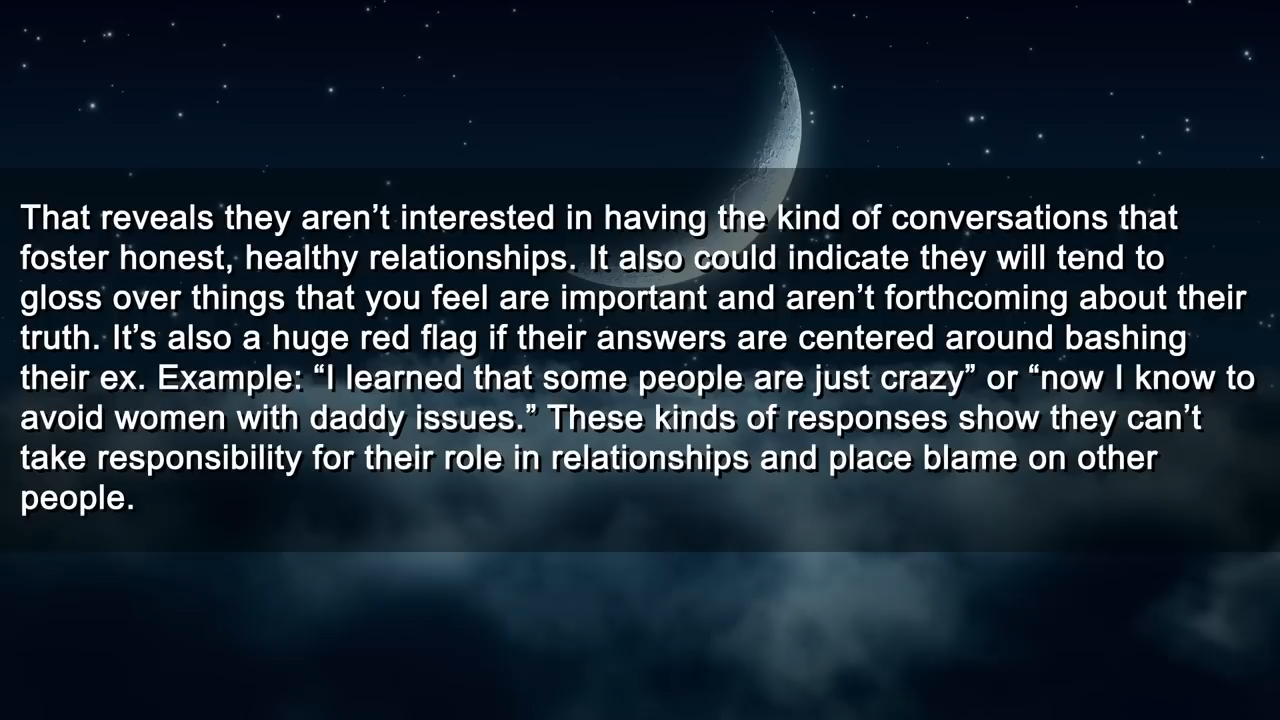 That reveals they aren’t interested in having the kind of conversations that
foster honest, healthy relationships. It also could indicate they will tend to
gloss over things that you feel are important and aren’t forthcoming about their
truth. It’s also a huge red flag if their answers are centered around bashing
their ex. Example: “I learned that some people are just crazy” or “now I know to
avoid women with daddy issues.” These kinds of responses show they can’t
take responsibility for their role in relationships and place blame on other
people.